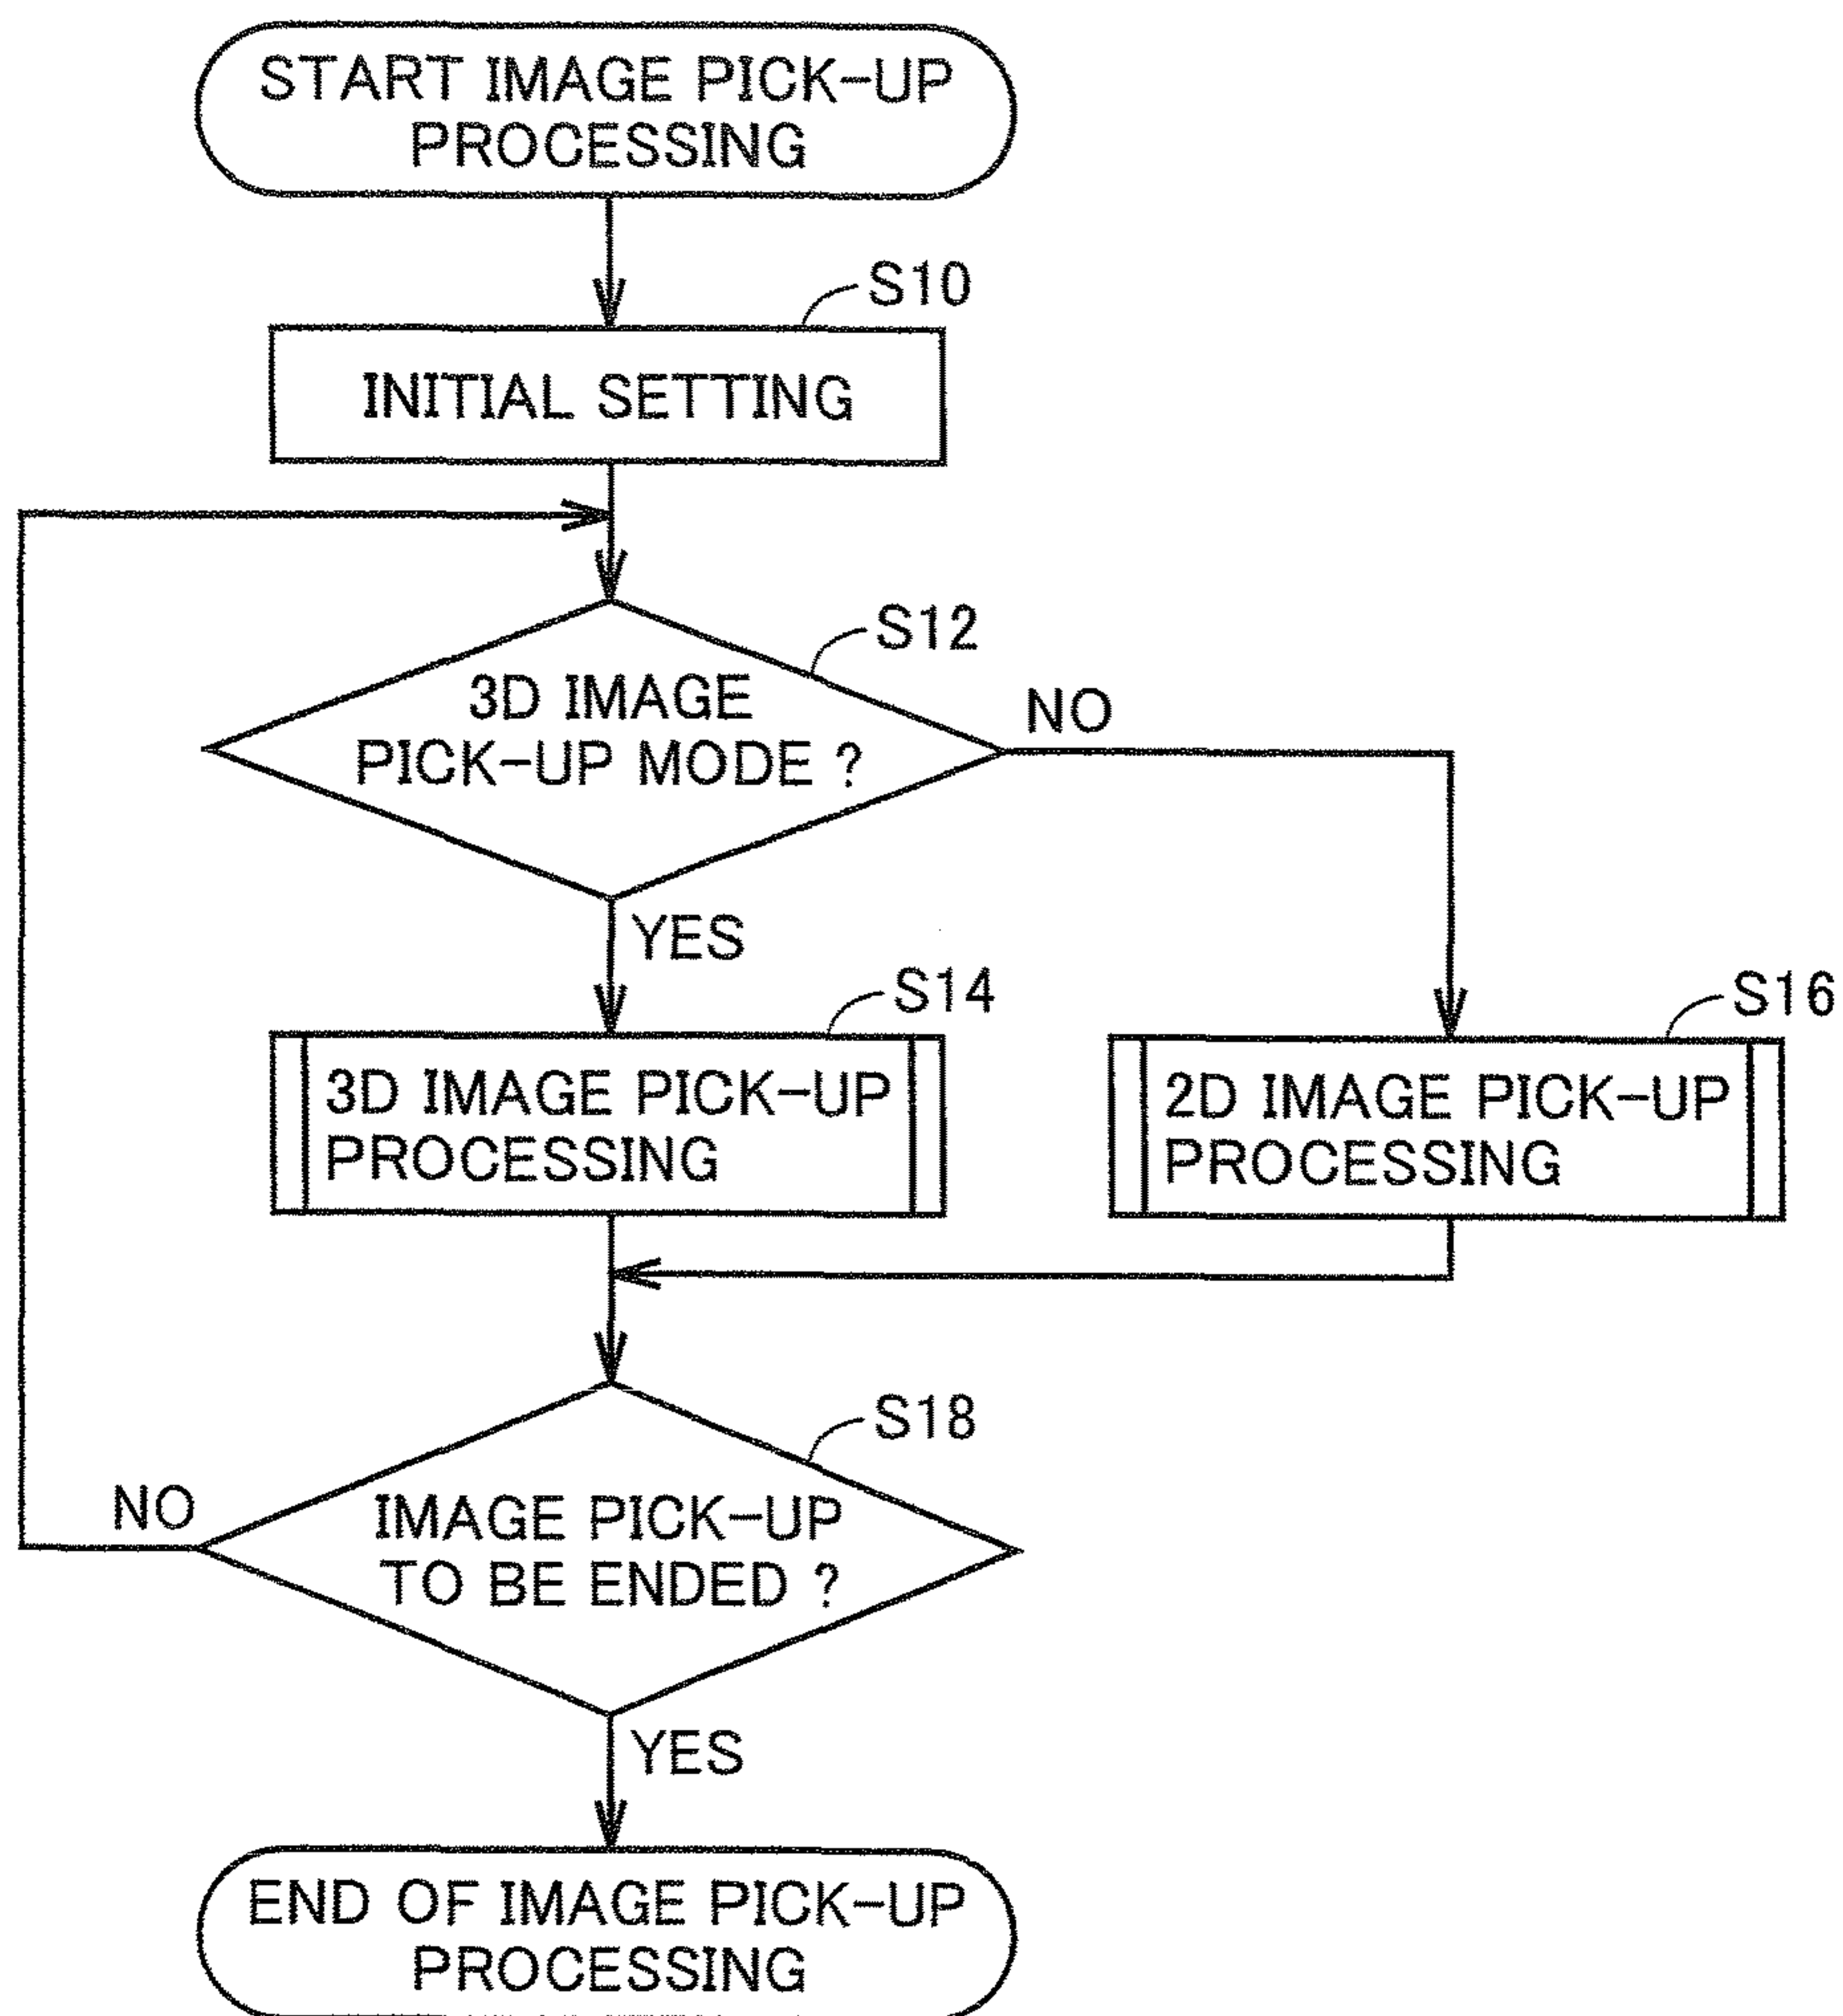 START IMAGE PICK-UP
PROCESSING
S10
INITIAL SETTING
S12
3D IMAGE
PICK-UP MODE ?
NO
YES
S14
3D IMAGE PICK-UP
PROCESSING
S16
2D IMAGE PICK-UP
PROCESSING
S18
IMAGE PICK-UP
TO BE ENDED ?
NO
YES
END OF IMAGE PICK-UP
PROCESSING